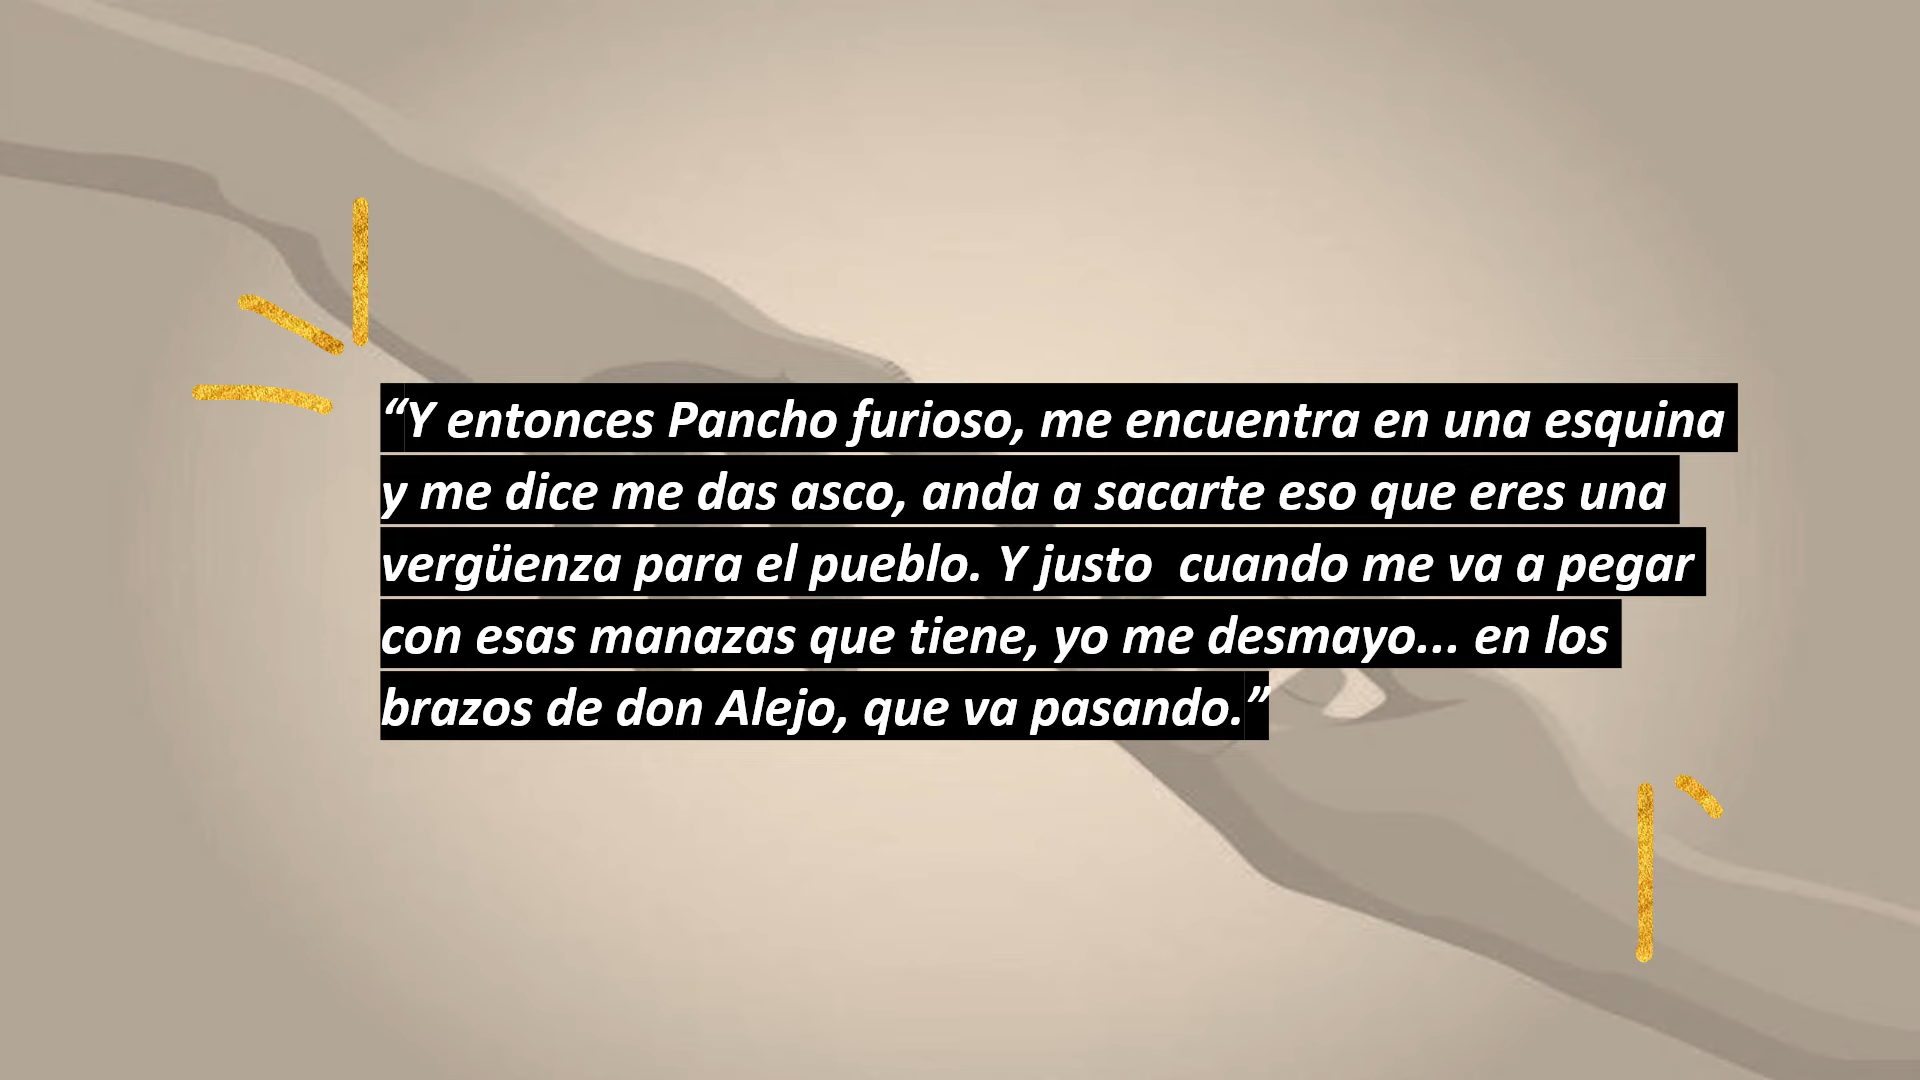 “Y entonces Pancho furioso, me encuentra en una esquina
y me dice me das asco, anda a sacarte eso que eres una
vergüenza para el pueblo. Y justo  cuando me va a pegar
con esas manazas que tiene, yo me desmayo... en los
brazos de don Alejo, que va pasando.”